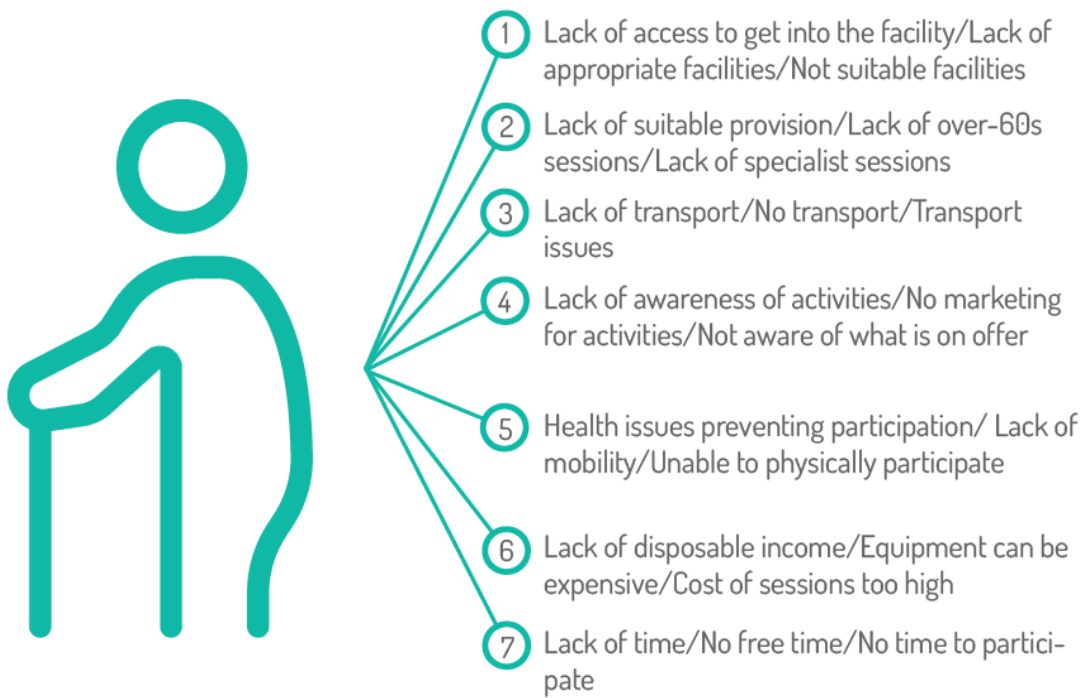 1 Lack of access to get into the facility/Lack of
appropriate facilities/Not suitable facilities
2 Lack of suitable provision/Lack of over-60s
sessions/Lack of specialist sessions
3 Lack of transport/No transport/Transport
issues
4 Lack of awareness of activities/No marketing
for activities/Not aware of what is on offer
5 Health issues preventing participation/ Lack of
mobility/Unable to physically participate
6 Lack of disposable income/Equipment can be
expensive/Cost of sessions too high
7 Lack of time/No free time/No time to partici-
pate